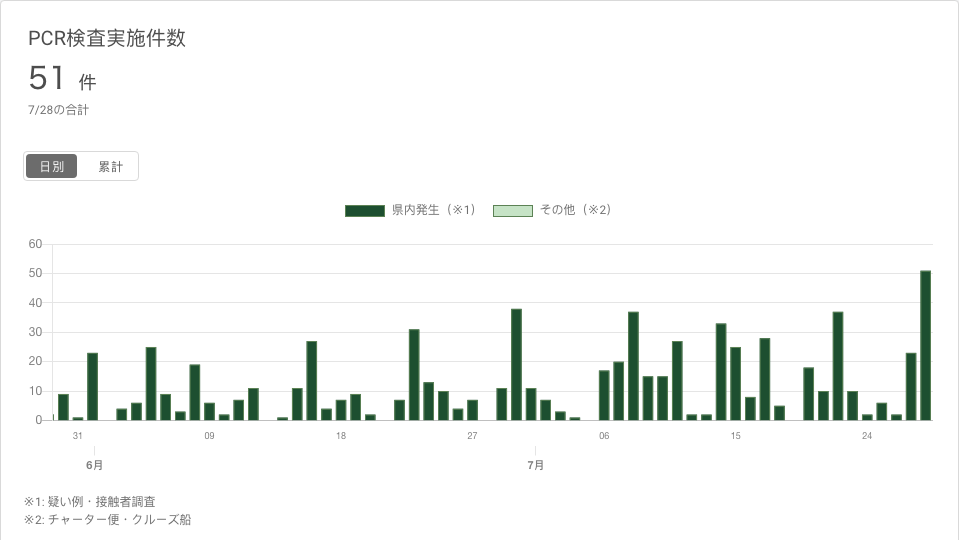 PCR検査実施件数
51 件
7/28の合計
日別 累計
県内発生（※1） その他（※2）
60
50
40
30
20
10
0
31 09 18 27 06 15 24
6月 7月
※1: 疑い例・接触者調査
※2: チャーター便・クルーズ船